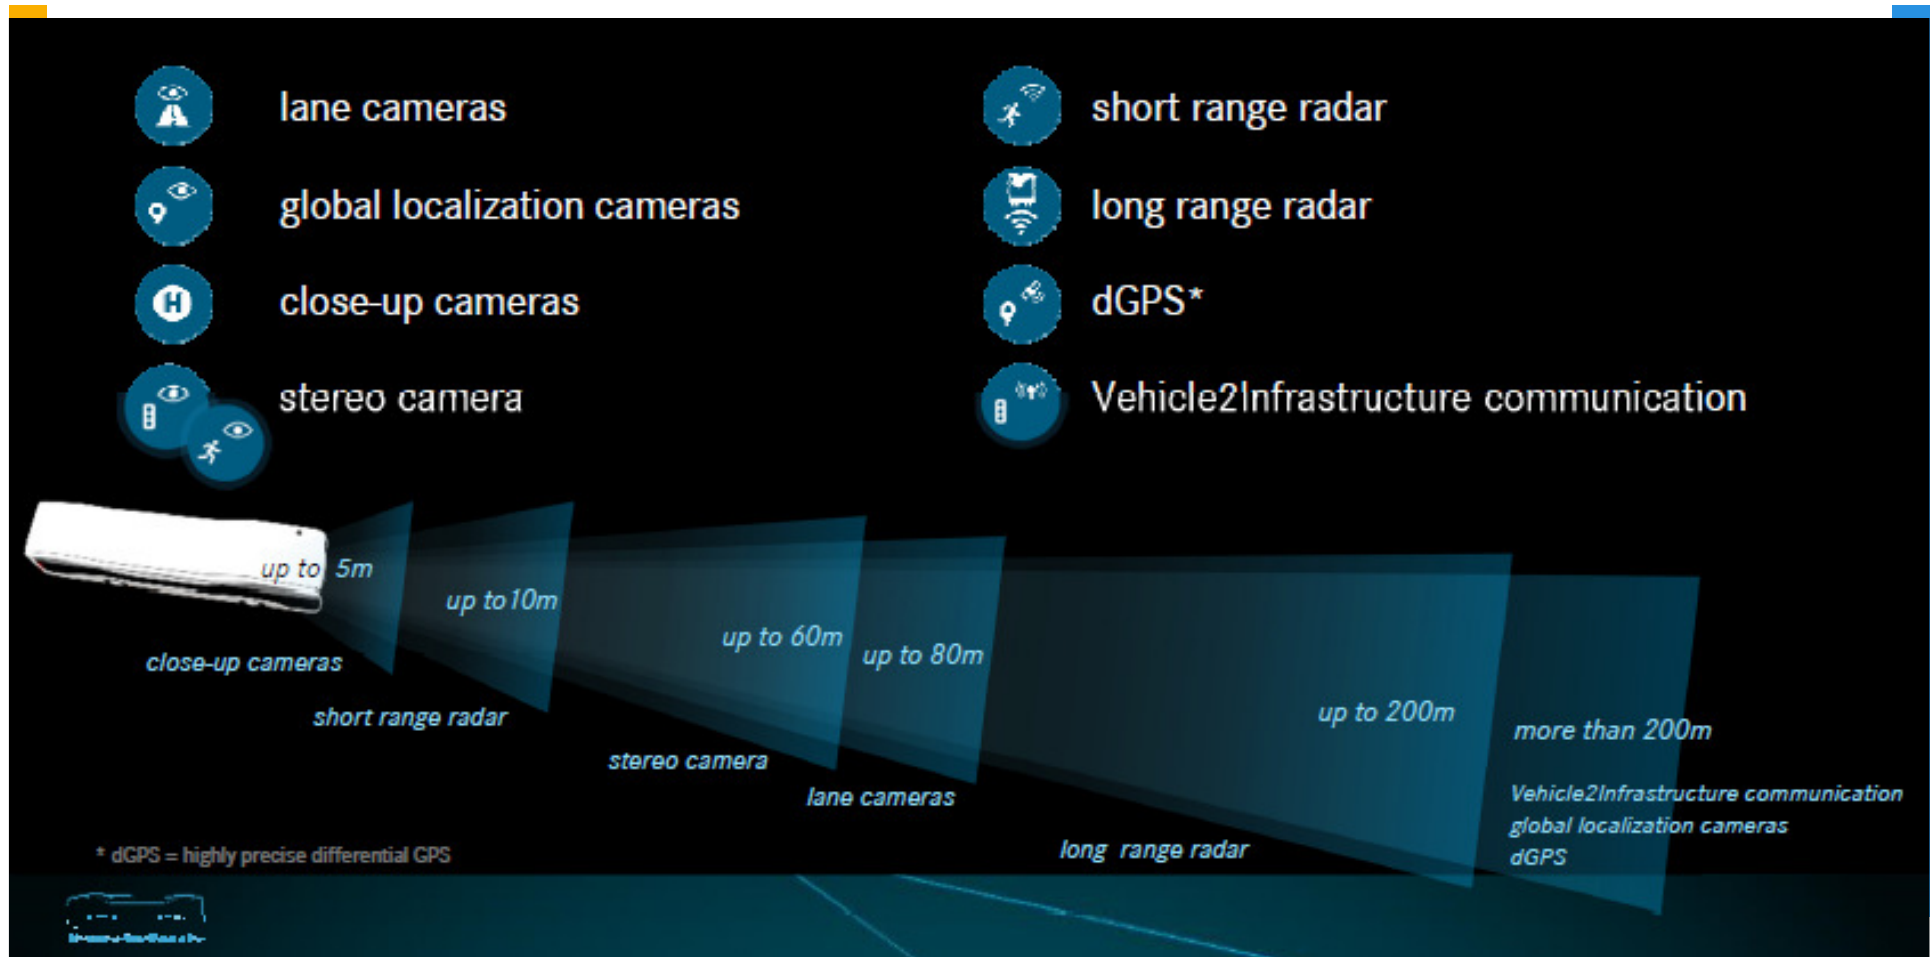 lane cameras
short range radar
global localization cameras
long range radar
H
close-up cameras
dGPS*
stereo camera
Vehicle2Infrastructure communication
up to 5m
up to10m
up to 60m
up to 80m
up to 200m
more than 200m
close-up cameras
short range radar
stereo camera
lane cameras
long range radar
Vehicle2Infrastructure communication
global localization cameras
dGPS
* dGPS = highly precise differential GPS